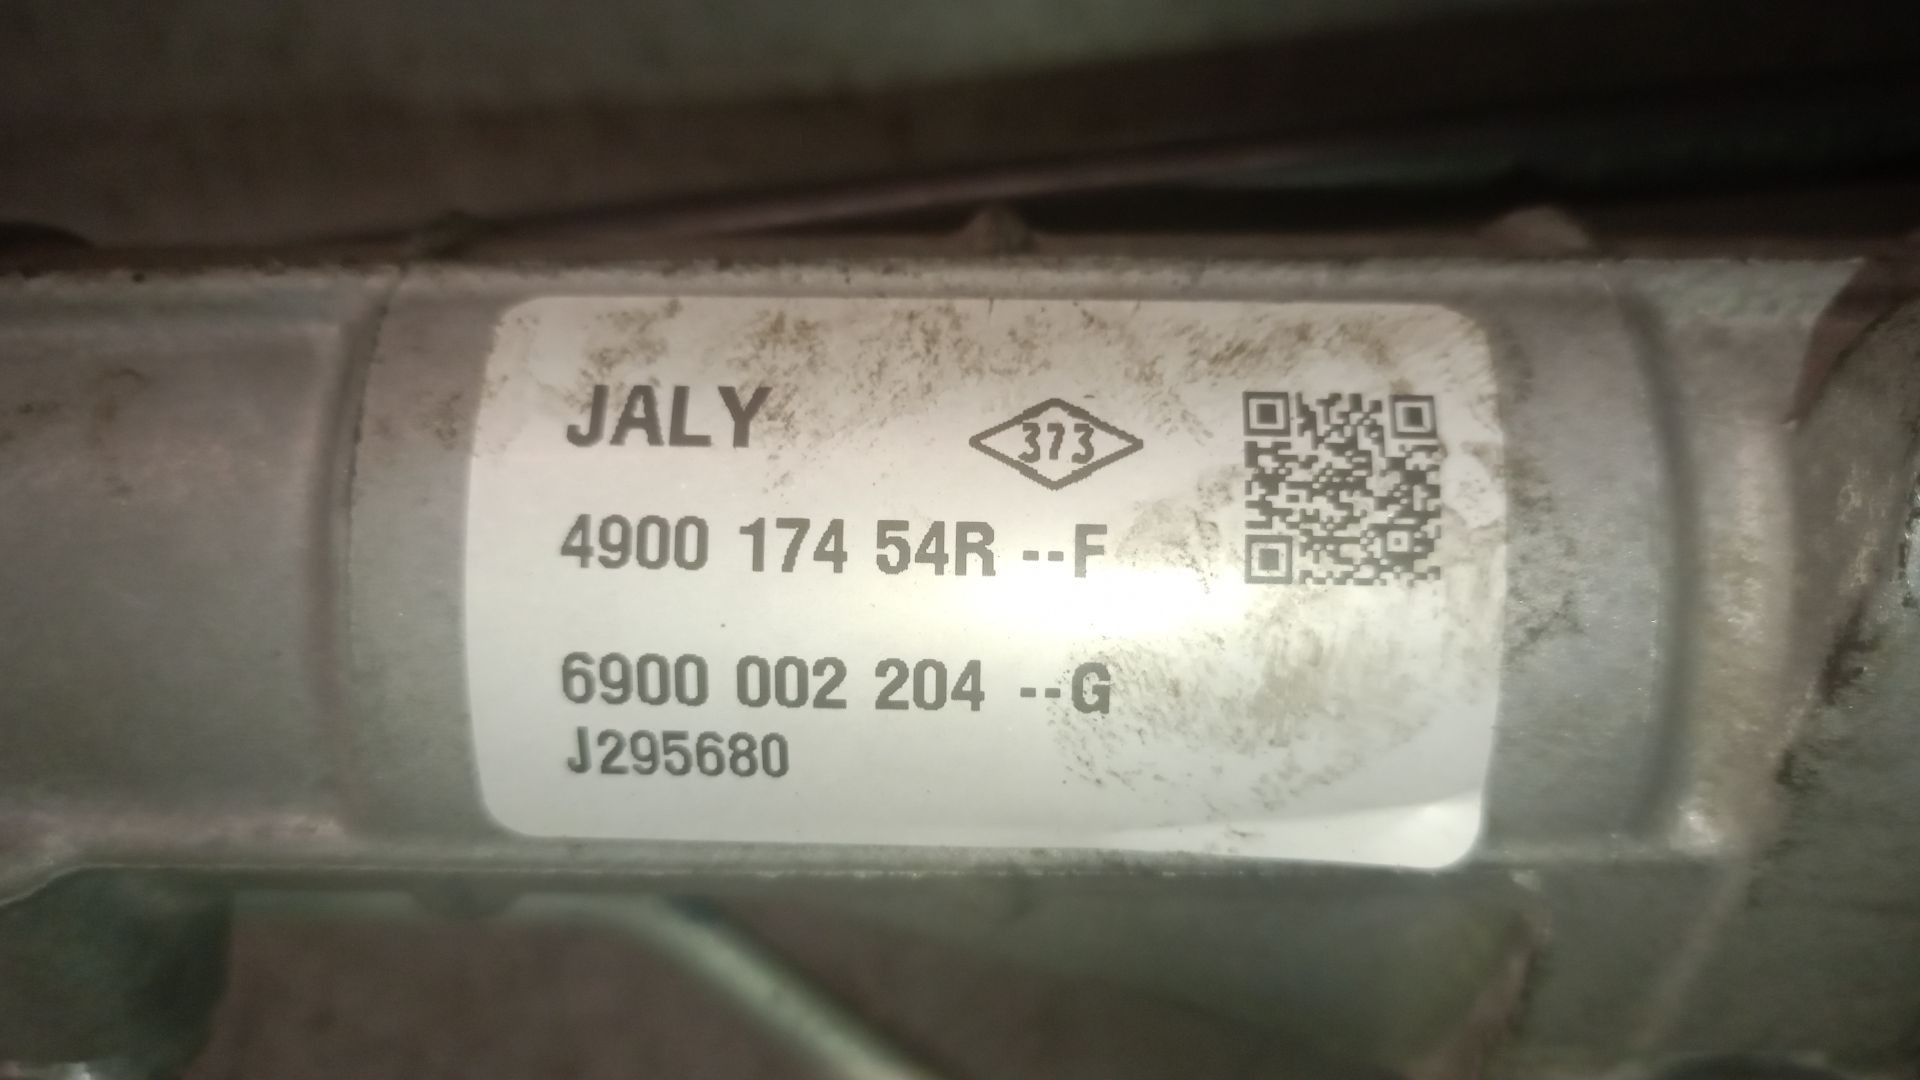 JALY
373
4900 174 54R --F
6900 002 204 --G
J295680